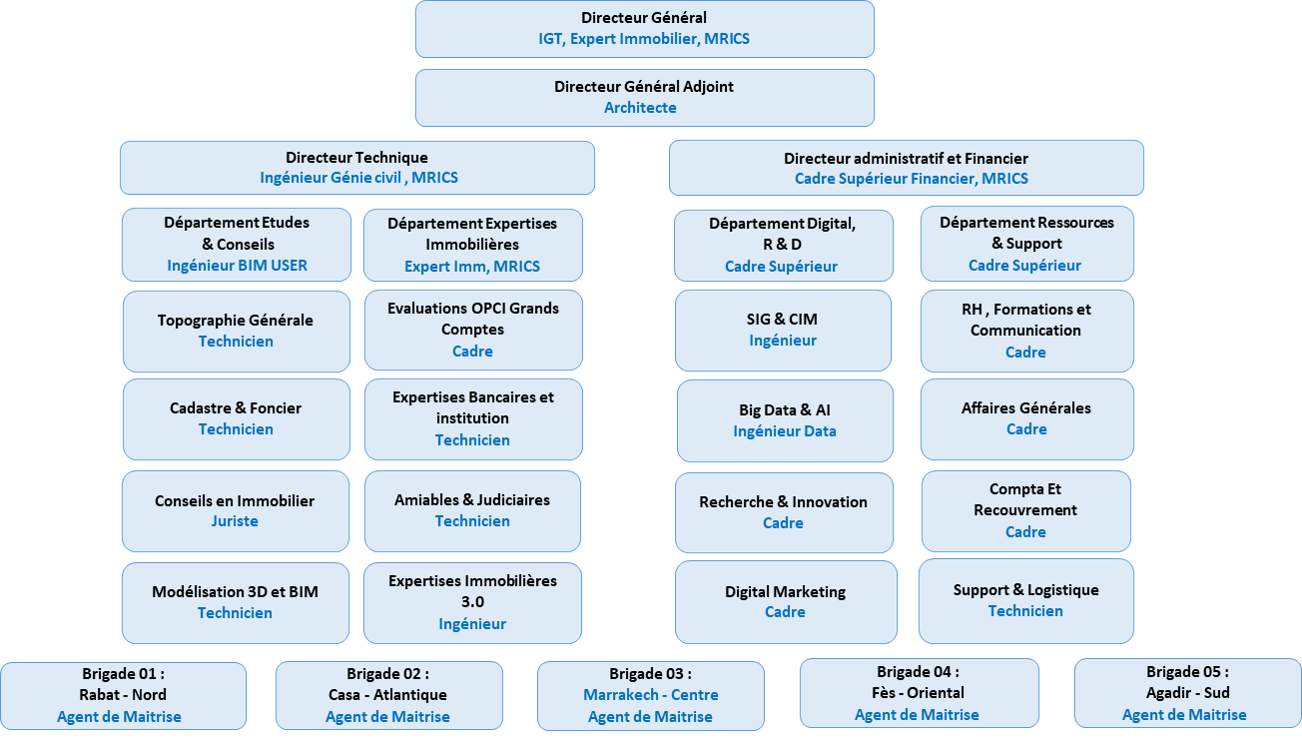 Directeur Général
IGT, Expert Immobilier, MRICS
Directeur Général Adjoint
Architecte
Directeur Technique
Ingénieur Génie civil , MRICS
Directeur administratif et Financier
Cadre Supérieur Financier, MRICS
Département Etudes
& Conseils
Ingénieur BIM USER
Département Expertises
Immobilières
Expert Imm, MRICS
Département Digital,
R & D
Cadre Supérieur
Département Ressources
& Support
Cadre Supérieur
Topographie Générale
Technicien
Evaluations OPCI Grands
Comptes
Cadre
SIG & CIM
Ingénieur
RH , Formations et
Communication
Cadre
Cadastre & Foncier
Technicien
Expertises Bancaires et
institution
Technicien
Big Data & AI
Ingénieur Data
Affaires Générales
Cadre
Conseils en Immobilier
Juriste
Amiables & Judiciaires
Technicien
Recherche & Innovation
Cadre
Compta Et
Recouvrement
Cadre
Modélisation 3D et BIM
Technicien
Expertises Immobilières
3.0
Ingénieur
Digital Marketing
Cadre
Support & Logistique
Technicien
Brigade 01 :
Rabat - Nord
Agent de Maitrise
Brigade 02 :
Casa - Atlantique
Agent de Maitrise
Brigade 03 :
Marrakech - Centre
Agent de Maitrise
Brigade 04 :
Fès - Oriental
Agent de Maitrise
Brigade 05 :
Agadir - Sud
Agent de Maitrise